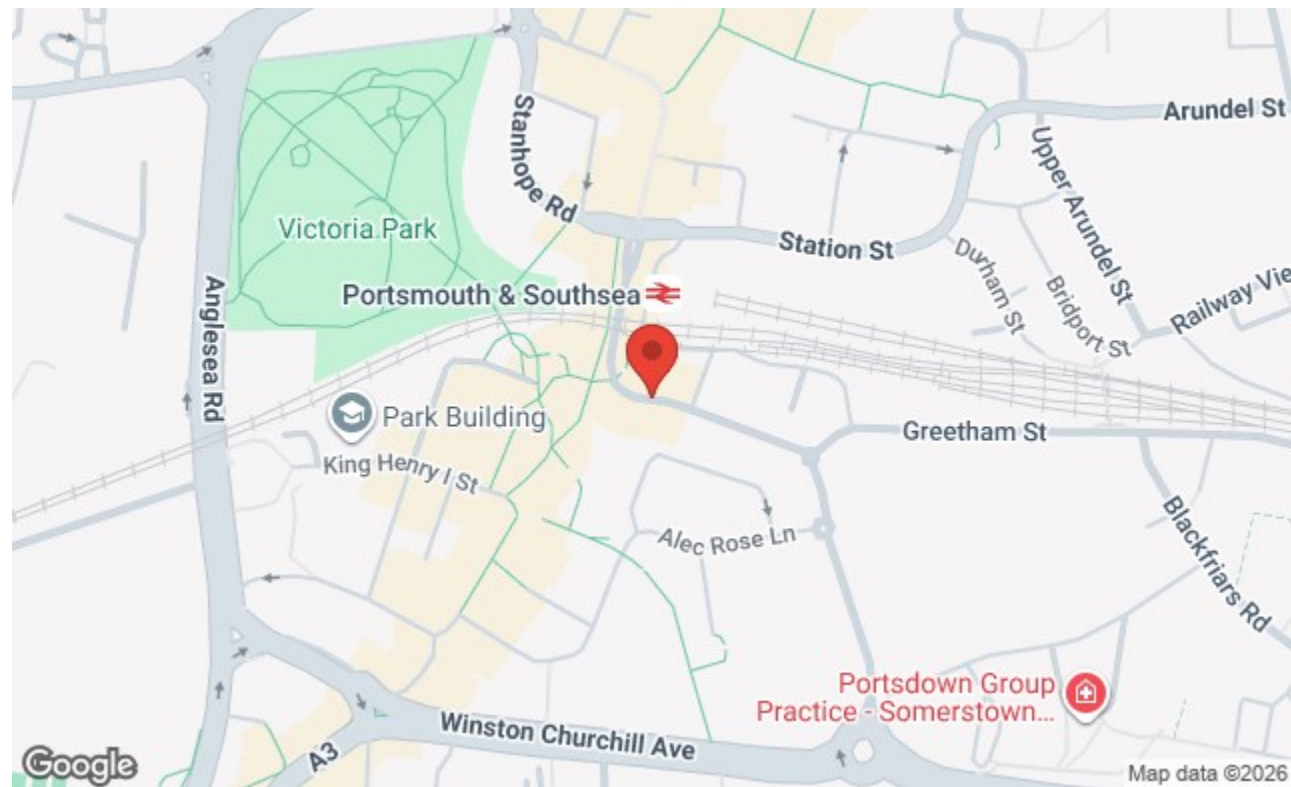 Arundel St
Stanhope Rd
Upper Arundel St
Victoria Park
Station St
Durham St
Bridport St
Railway Vie
Anglesea Rd
Portsmouth & Southsea
Park Building
Greetham St
King Henry I St
Alec Rose Ln
Blackfriars Rd
Portsdown Group
Practice - Somerstown...
Winston Churchill Ave
A3
Google
Map data ©2026